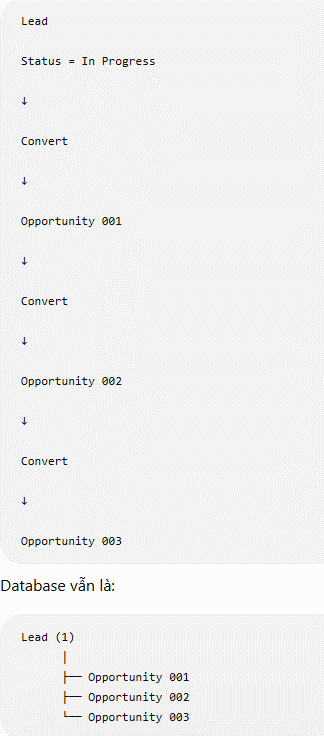 Lead
Status = In Progress
↓
Convert
↓
Opportunity 001
↓
Convert
↓
Opportunity 002
↓
Convert
↓
Opportunity 003
Database vẫn là:
Lead (1)
│
├── Opportunity 001
├── Opportunity 002
└── Opportunity 003